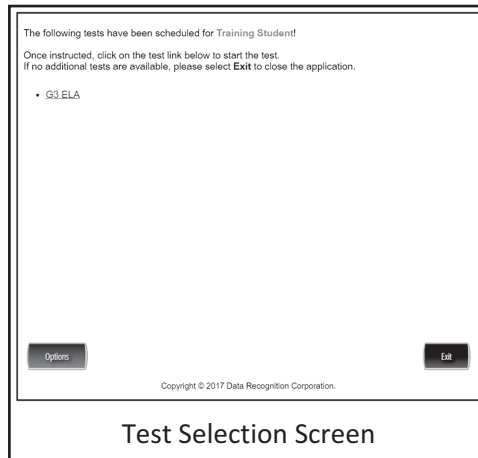 The following tests have been scheduled for Training Student!
Once instructed, click on the test link below to start the test.
If no additional tests are available, please select Exit to close the application.
• G3 ELA
Options
Exit
Copyright © 2017 Data Recognition Corporation.
Test Selection Screen